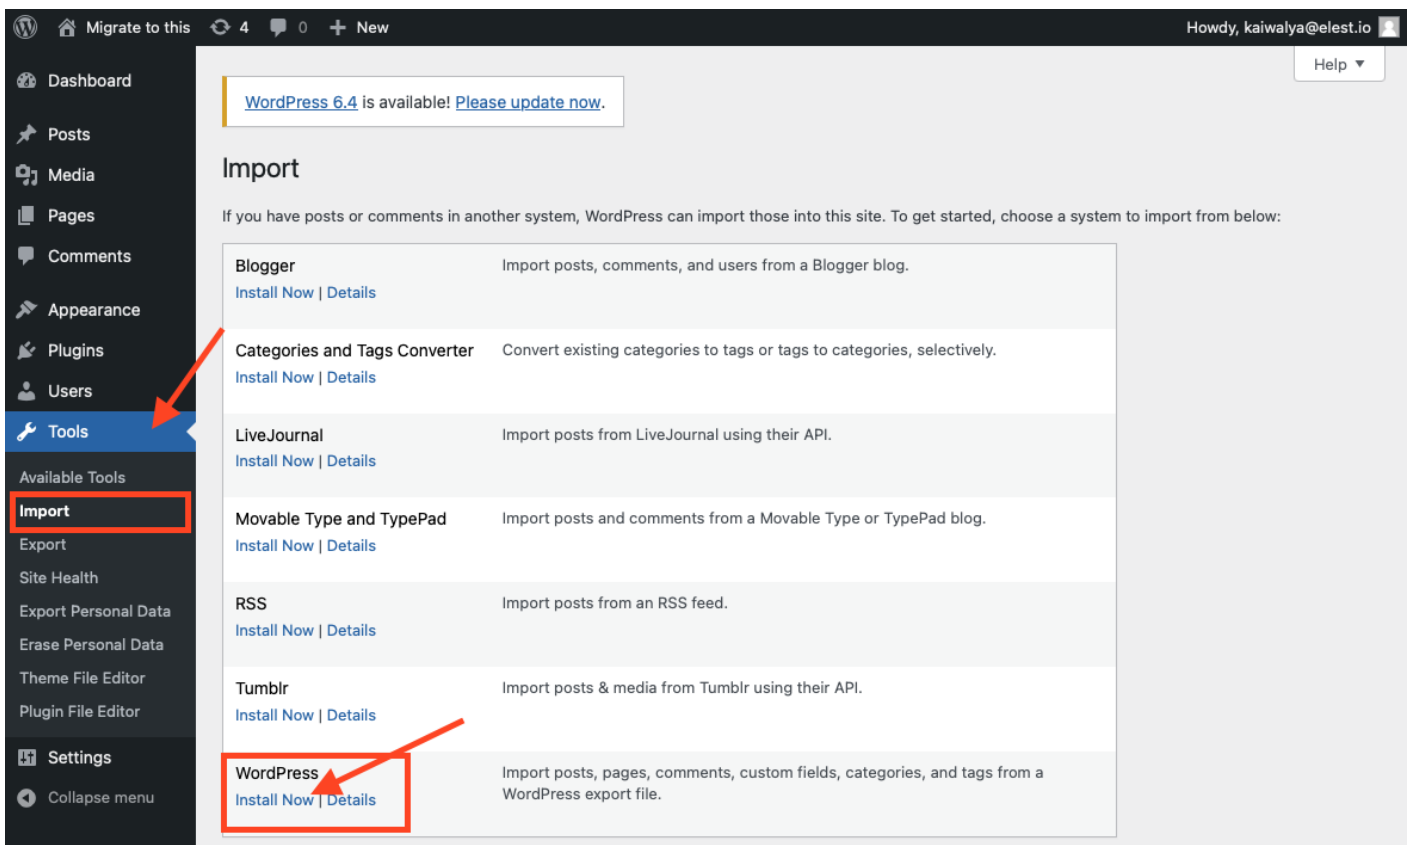 Migrate to this 4 0 New Howdy, kaiwalya@elest.io
Help
Dashboard
Posts
Media
Pages
Comments
Appearance
Plugins
Users
Tools
Available Tools
Import
Export
Site Health
Export Personal Data
Erase Personal Data
Theme File Editor
Plugin File Editor
Settings
Collapse menu
WordPress 6.4 is available! Please update now.
Import
If you have posts or comments in another system, WordPress can import those into this site. To get started, choose a system to import from below:
Blogger Import posts, comments, and users from a Blogger blog.
Install Now | Details
Categories and Tags Converter Convert existing categories to tags or tags to categories, selectively.
Install Now | Details
LiveJournal Import posts from LiveJournal using their API.
Install Now | Details
Movable Type and TypePad Import posts and comments from a Movable Type or TypePad blog.
Install Now | Details
RSS Import posts from an RSS feed.
Install Now | Details
Tumblr Import posts & media from Tumblr using their API.
Install Now | Details
WordPress Import posts, pages, comments, custom fields, categories, and tags from a
Install Now | Details WordPress export file.